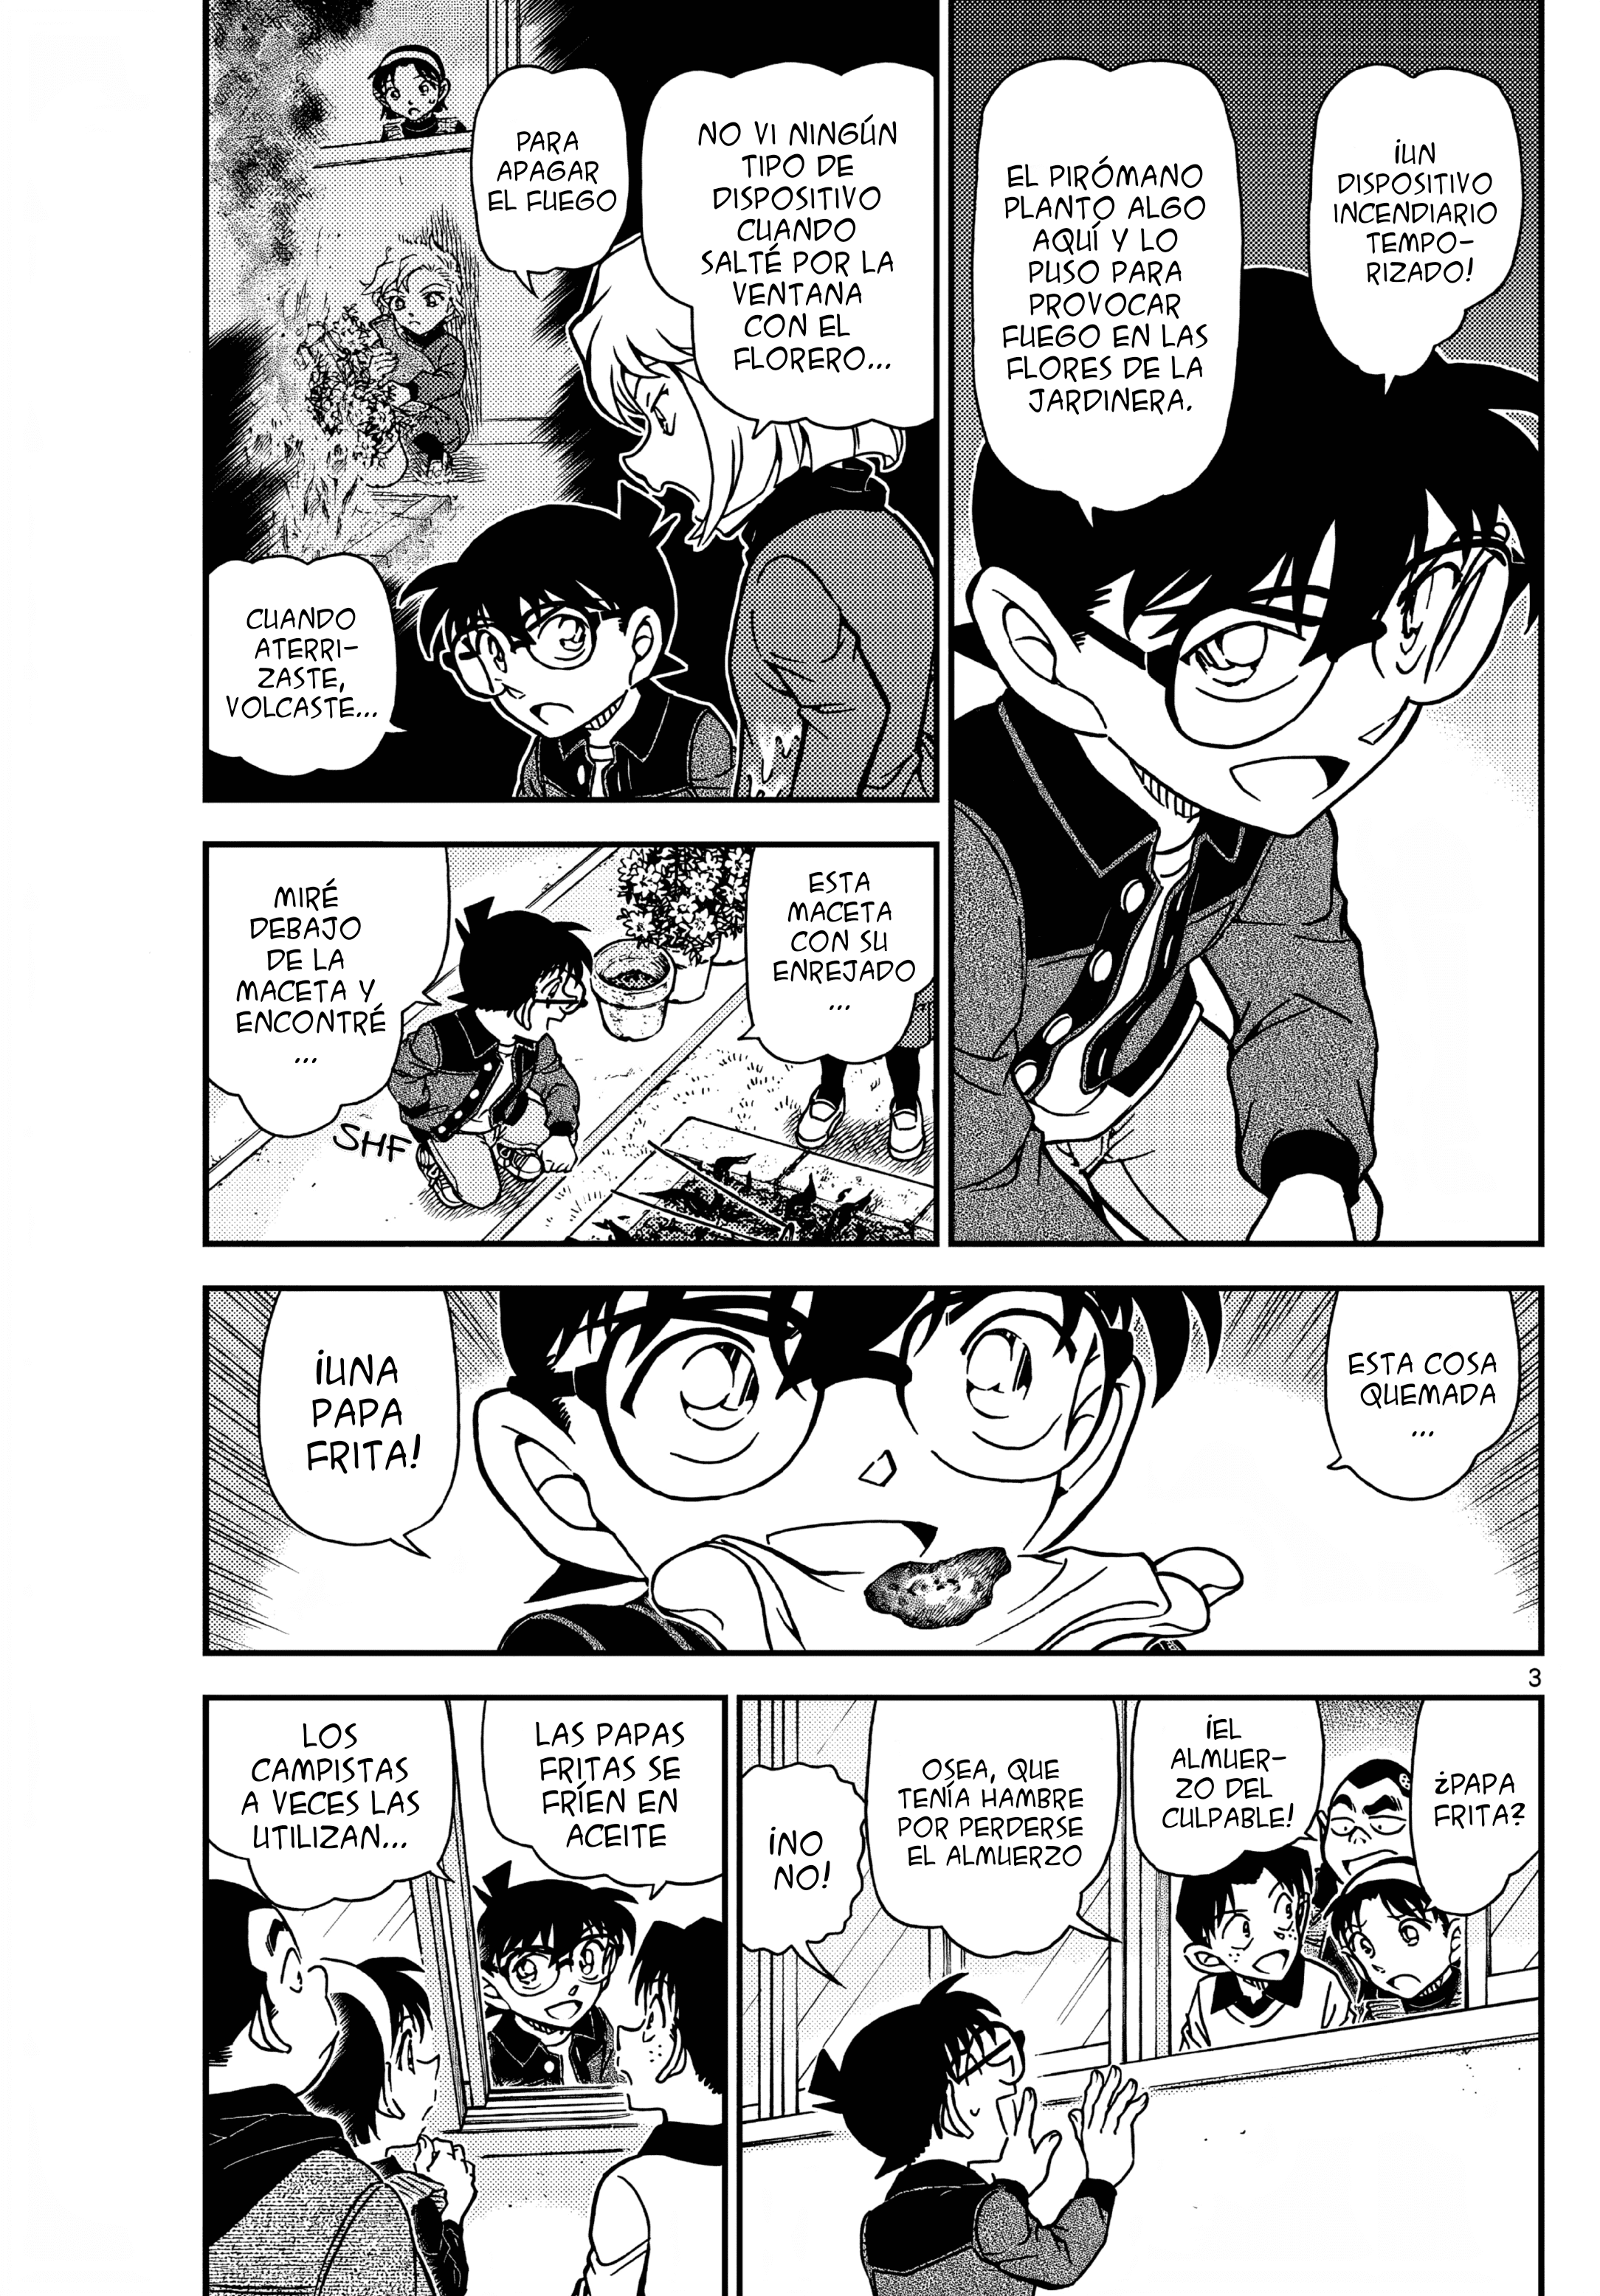 ¡UN
DISPOSITIVO
INCENDIARIO
TEMPO-
RIZADO!
EL PIRÓMANO
PLANTO ALGO
AQUÍ Y LO
PUSO PARA
PROVOCAR
FUEGO EN LAS
FLORES DE LA
JARDINERA.
NO VI NINGÚN
TIPO DE
DISPOSITIVO
CUANDO
SALTÉ POR LA
VENTANA
CON EL
FLORERO...
PARA
APAGAR
EL FUEGO
CUANDO
ATERRI-
ZASTE,
VOLCASTE...
ESTA
MACETA
CON SU
ENREJADO
...
MIRÉ
DEBAJO
DE LA
MACETA Y
ENCONTRÉ
...
SHF
ESTA COSA
QUEMADA
...
¡UNA
PAPA
FRITA!
3
¿PAPA
FRITA?
¡EL
ALMUER-
ZO DEL
CULPABLE!
OSEA, QUE
TENÍA HAMBRE
POR PERDERSE
EL ALMUERZO
¡NO
NO!
LAS PAPAS
FRITAS SE
FRÍEN EN
ACEITE
LOS
CAMPISTAS
A VECES LAS
UTILIZAN...